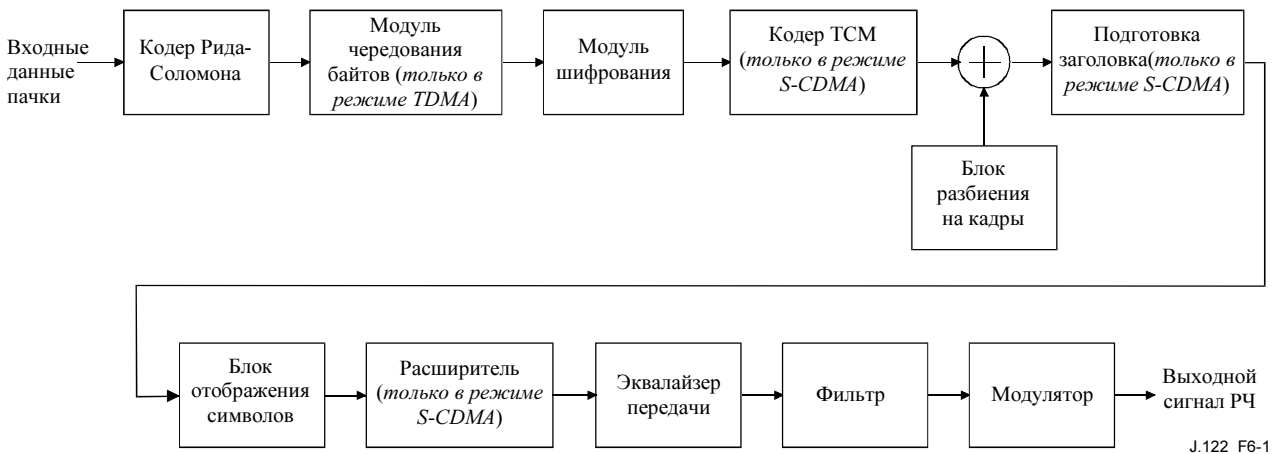 Входные
данные
пачки
Кодер Рида-
Соломона
Модуль
чередования
байтов (только в
режиме TDMA)
Модуль
шифрования
Кодер TCM
(только в режиме
S-CDMA)
Подготовка
заголовка(только в
режиме S-CDMA)
Блок
разбиения
на кадры
Блок
отображения
символов
Расширитель
(только в режиме
S-CDMA)
Эквалайзер
передачи
Фильтр
Модулятор
Выходной
сигнал РЧ
J.122_F6-1